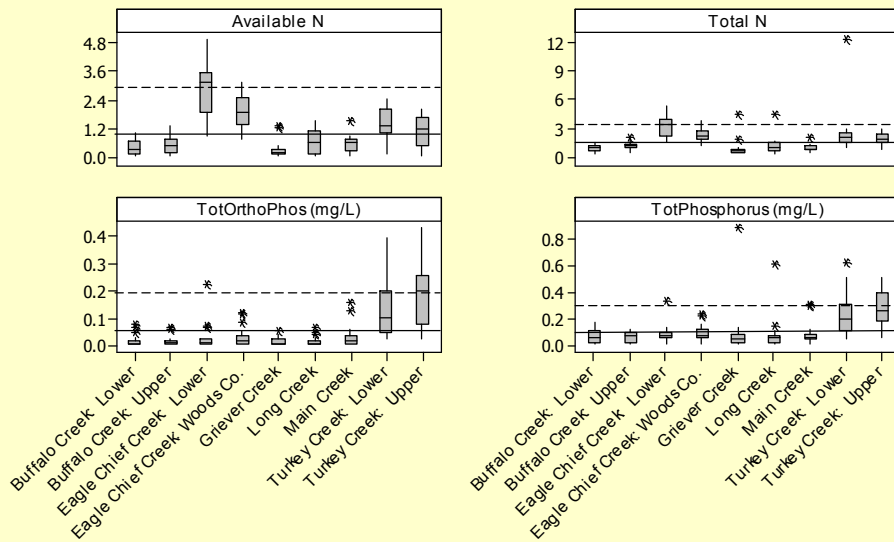 Available N
4.8
3.6
2.4
1.2
0.0
Total N
12
9
6
3
0
TotOrthoPhos (mg/L)
0.4
0.3
0.2
0.1
0.0
TotPhosphorus (mg/L)
0.8
0.6
0.4
0.2
0.0
Buffalo Creek: Lower
Buffalo Creek: Upper
Eagle Chief Creek: Lower
Eagle Chief Creek: Woods Co.
Griever Creek
Long Creek
Main Creek
Turkey Creek: Lower
Turkey Creek: Upper
Buffalo Creek: Lower
Buffalo Creek: Upper
Eagle Chief Creek: Lower
Eagle Chief Creek: Woods Co.
Griever Creek
Long Creek
Main Creek
Turkey Creek: Lower
Turkey Creek: Upper